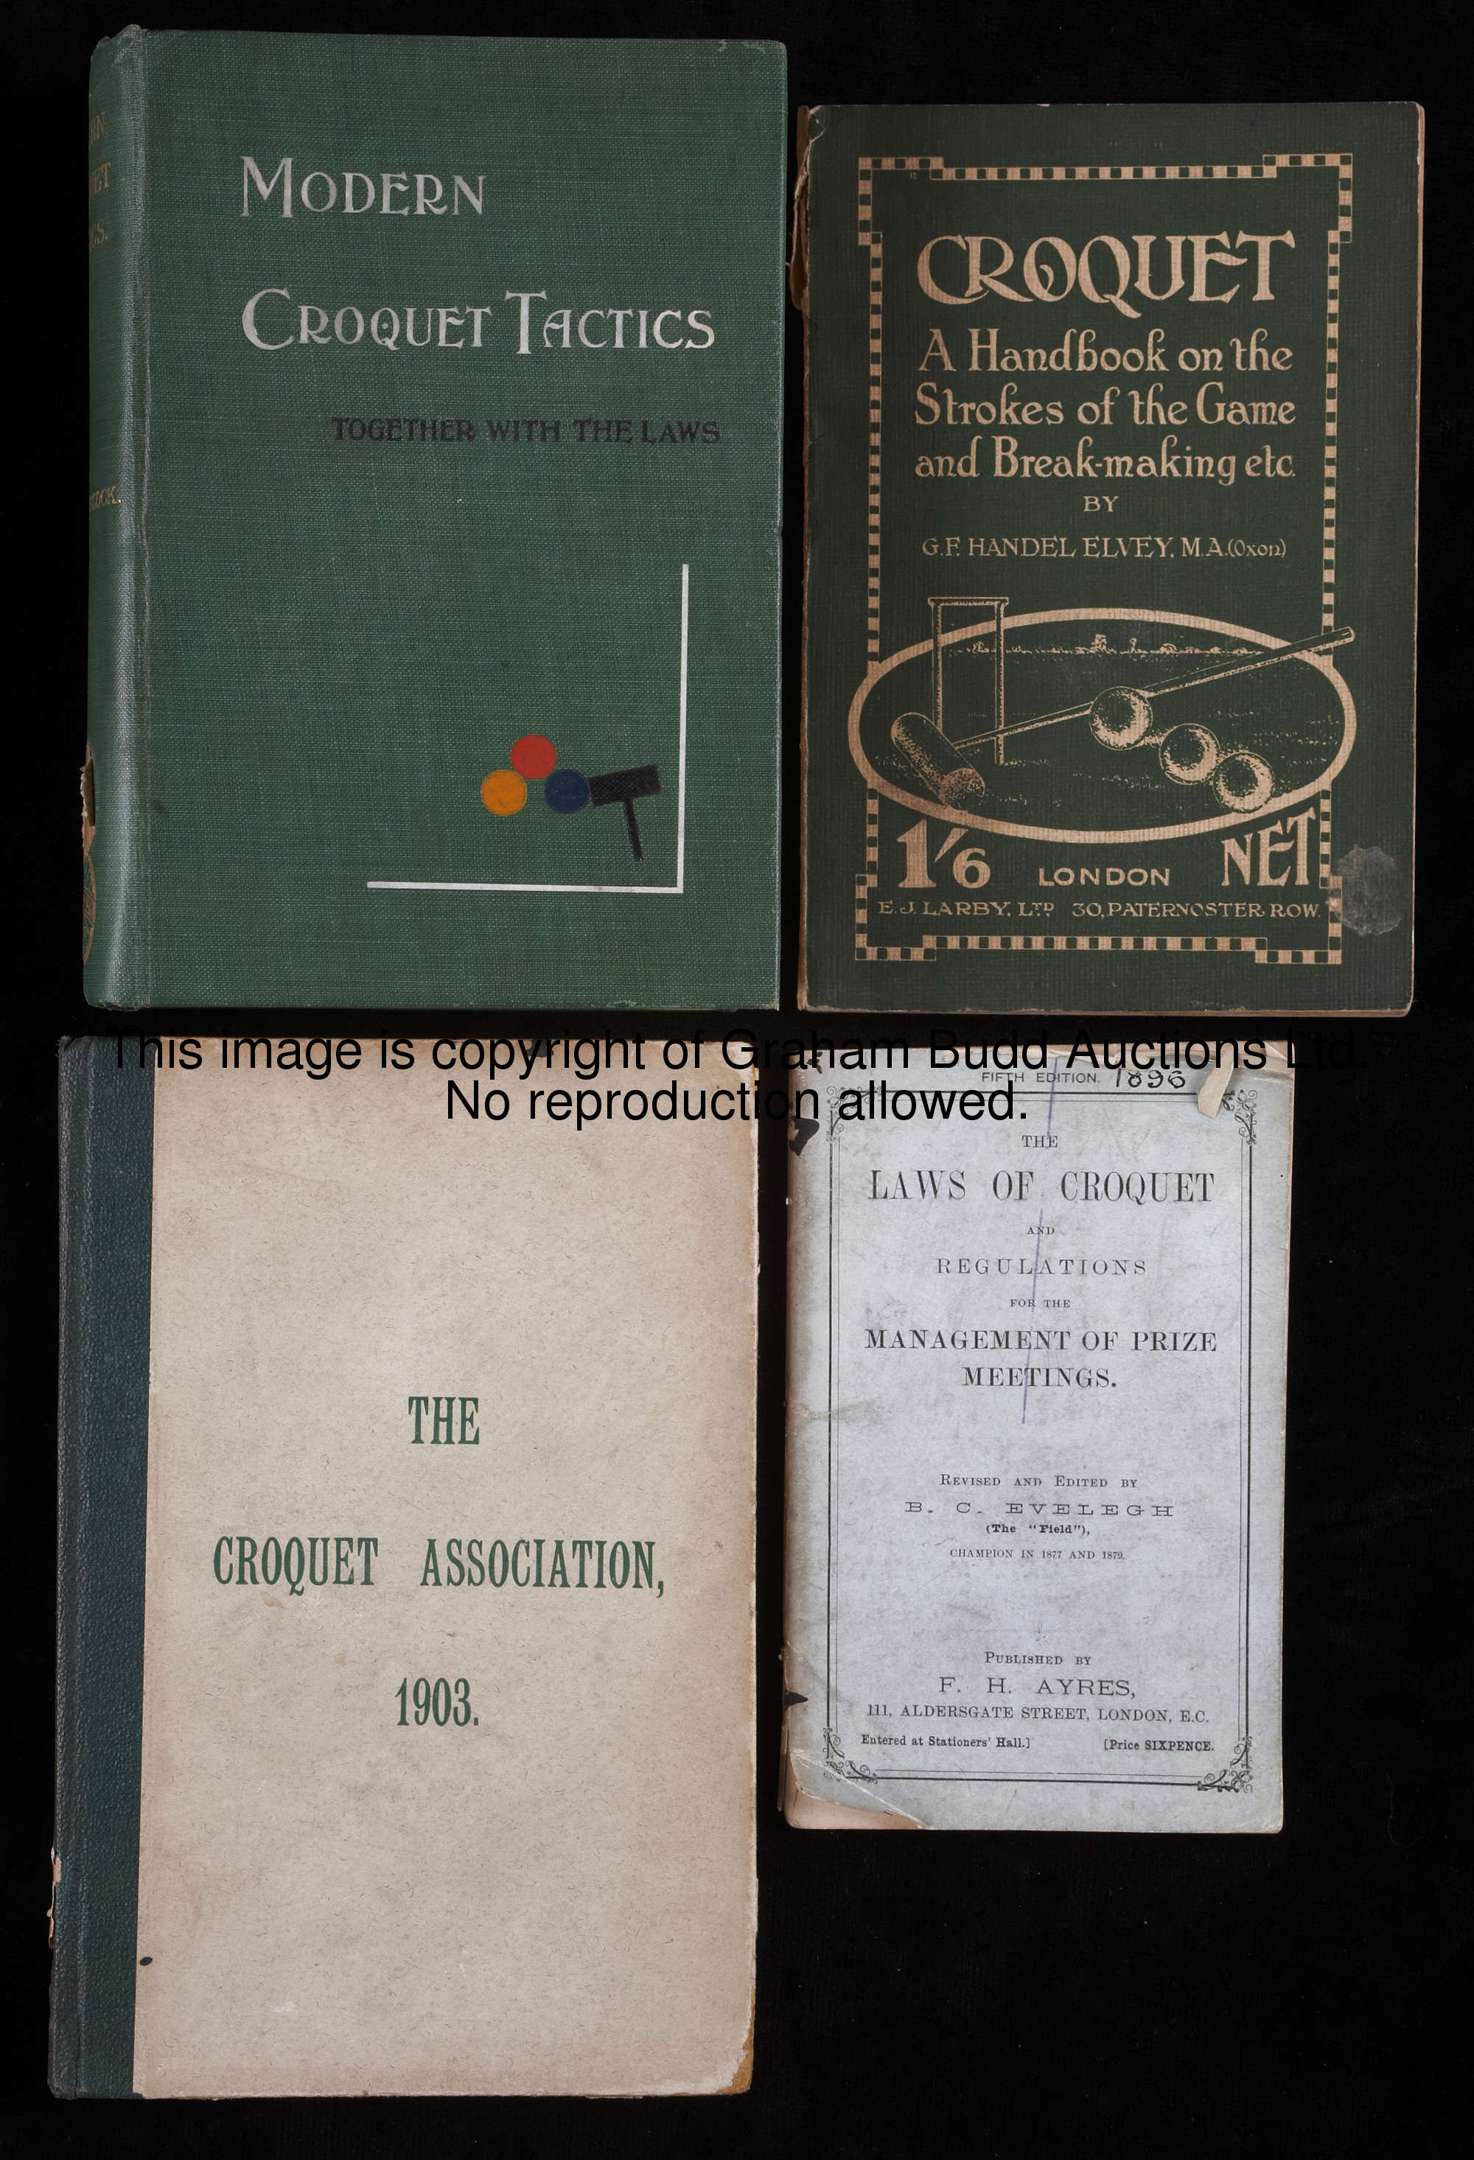 MODERN
CROQUET TACTICS
TOGETHER WITH THE LAWS
CROQUET
A Handbook on the
Strokes of the Game
and Break-making etc.
BY
G.F. HANDEL ELVEY, M.A.(Oxon)
1'6 LONDON NET
E.J. LARBY, LTD 30, PATERNOSTER ROW.
This image is copyright of Graham Budd Auctions Ltd.
No reproduction allowed.
THE
CROQUET ASSOCIATION,
1903.
FIFTH EDITION. 1896
THE
LAWS OF CROQUET
AND
REGULATIONS
FOR THE
MANAGEMENT OF PRIZE
MEETINGS.
REVISED AND EDITED BY
B. C. EVELEGH
(The "Field"),
CHAMPION IN 1877 AND 1879.
PUBLISHED BY
F. H. AYRES,
111, ALDERSGATE STREET, LONDON, E.C.
Entered at Stationers' Hall.] [Price SIXPENCE.